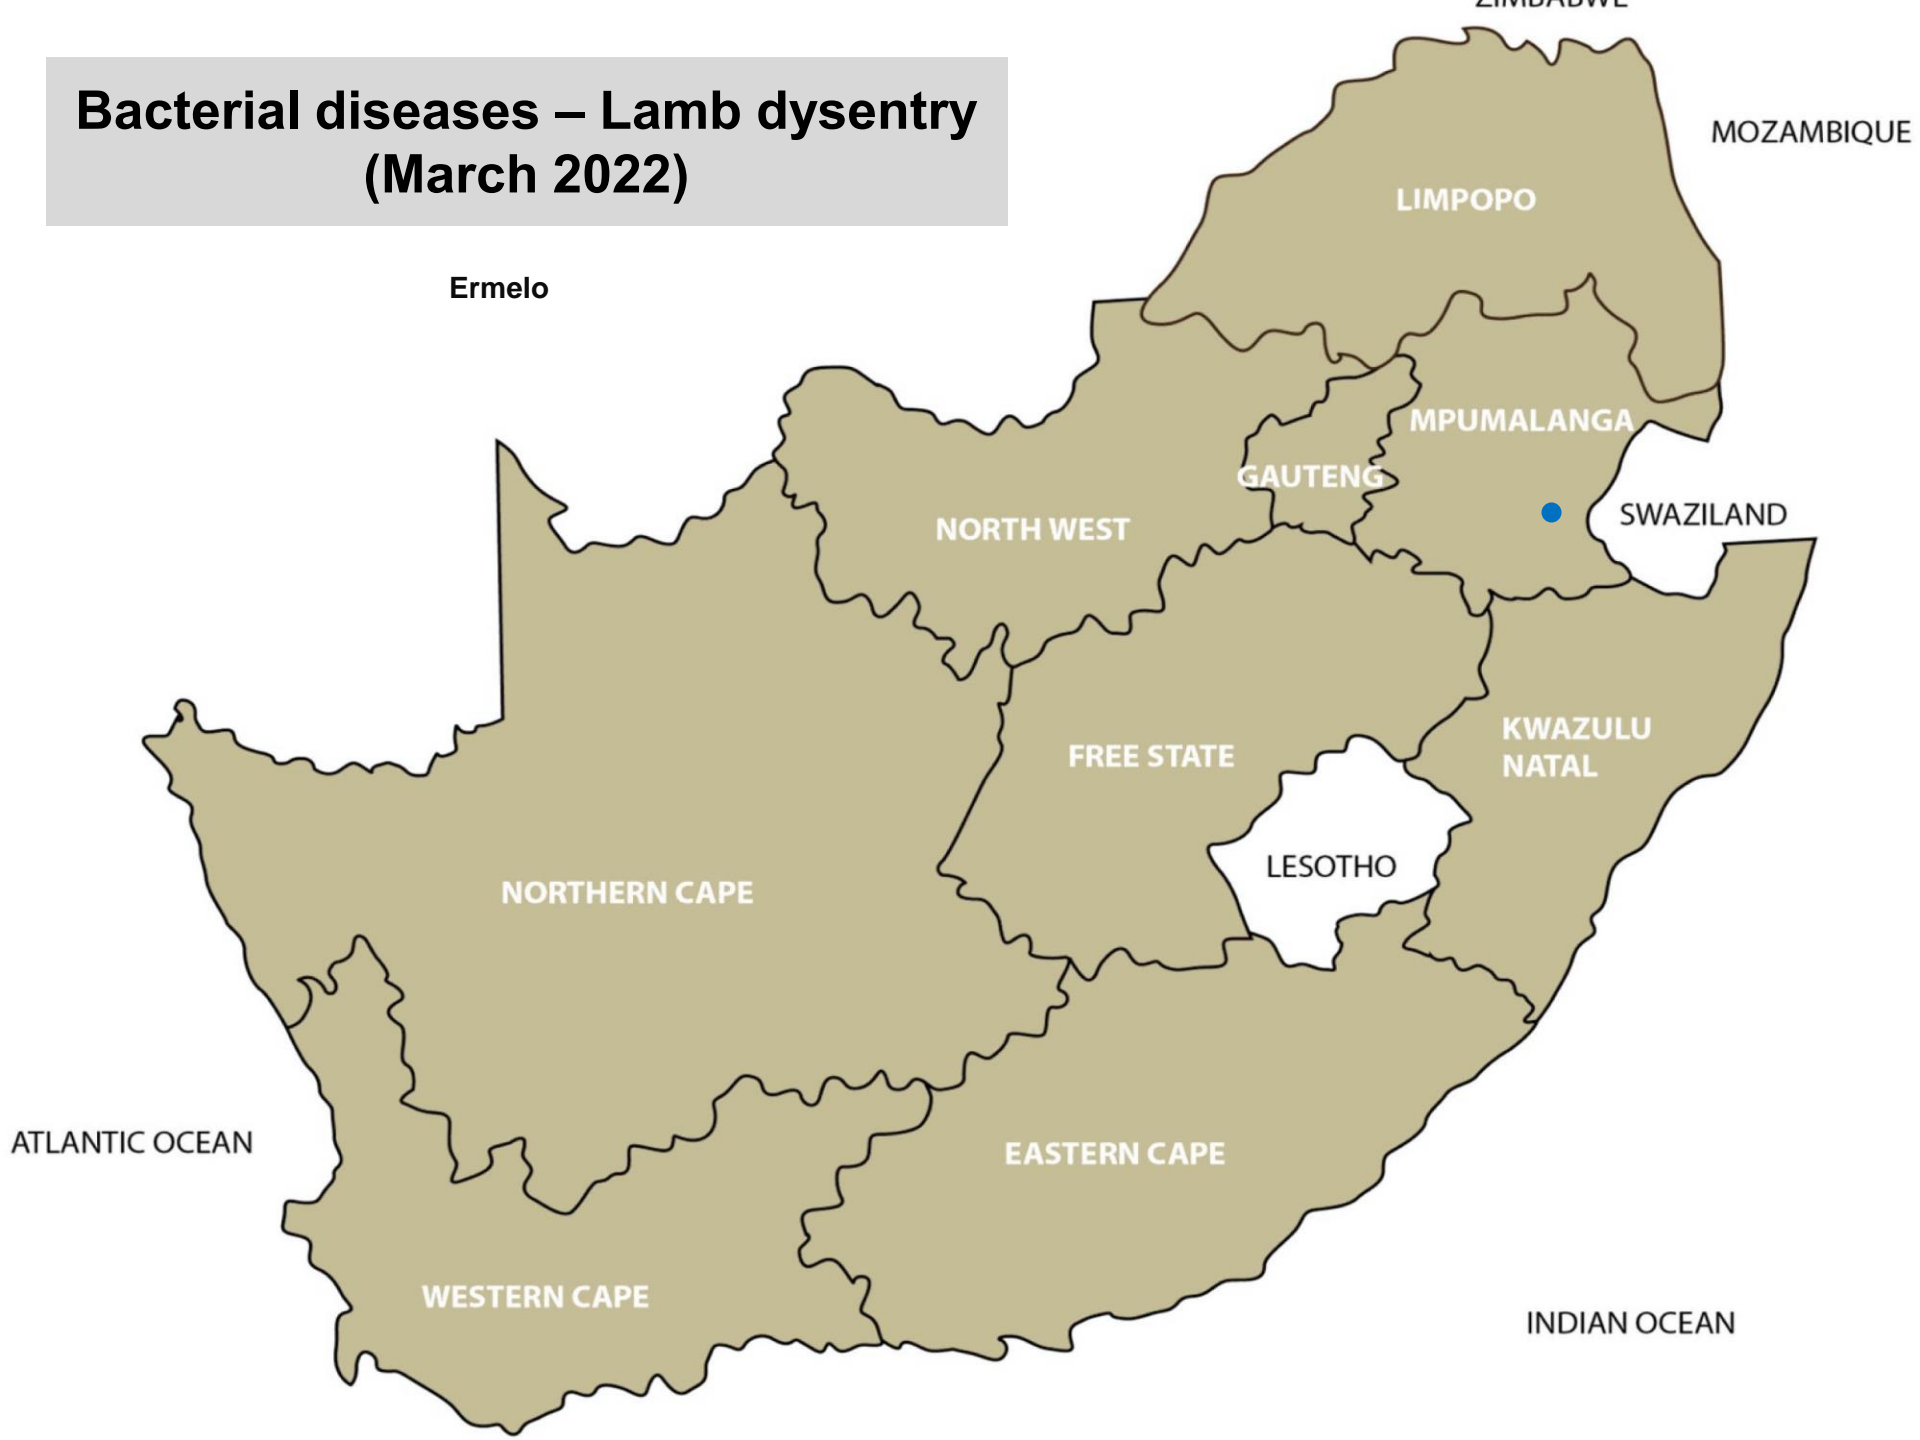 ZIMBABWE
Bacterial diseases – Lamb dysentry
(March 2022)
MOZAMBIQUE
LIMPOPO
Ermelo
MPUMALANGA
GAUTENG
SWAZILAND
NORTH WEST
KWAZULU
NATAL
FREE STATE
LESOTHO
NORTHERN CAPE
ATLANTIC OCEAN
EASTERN CAPE
WESTERN CAPE
INDIAN OCEAN